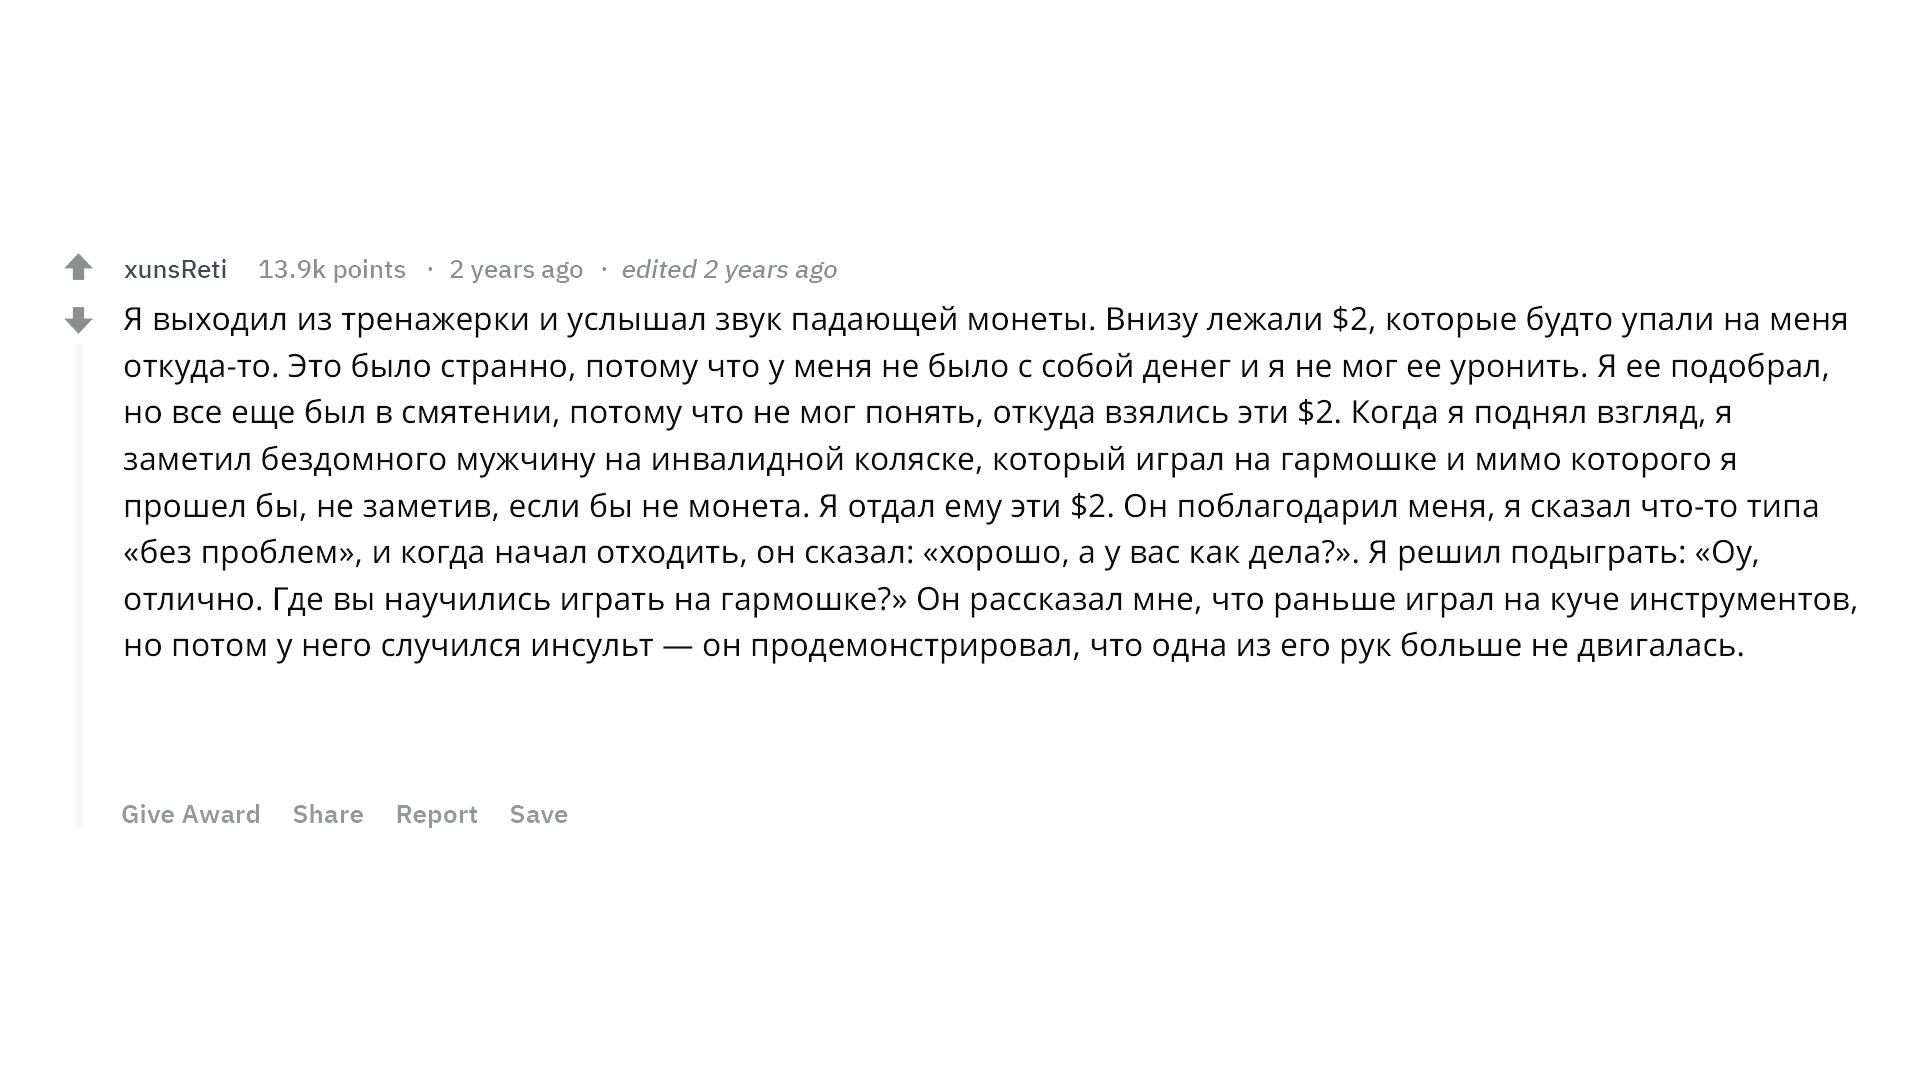 xunsReti 13.9k points · 2 years ago · edited 2 years ago
Я выходил из тренажерки и услышал звук падающей монеты. Внизу лежали $2, которые будто упали на меня
откуда-то. Это было странно, потому что у меня не было с собой денег и я не мог ее уронить. Я ее подобрал,
но все еще был в смятении, потому что не мог понять, откуда взялись эти $2. Когда я поднял взгляд, я
заметил бездомного мужчину на инвалидной коляске, который играл на гармошке и мимо которого я
прошел бы, не заметив, если бы не монета. Я отдал ему эти $2. Он поблагодарил меня, я сказал что-то типа
«без проблем», и когда начал отходить, он сказал: «хорошо, а у вас как дела?». Я решил подыграть: «Оу,
отлично. Где вы научились играть на гармошке?» Он рассказал мне, что раньше играл на куче инструментов,
но потом у него случился инсульт — он продемонстрировал, что одна из его рук больше не двигалась.
Give Award Share Report Save